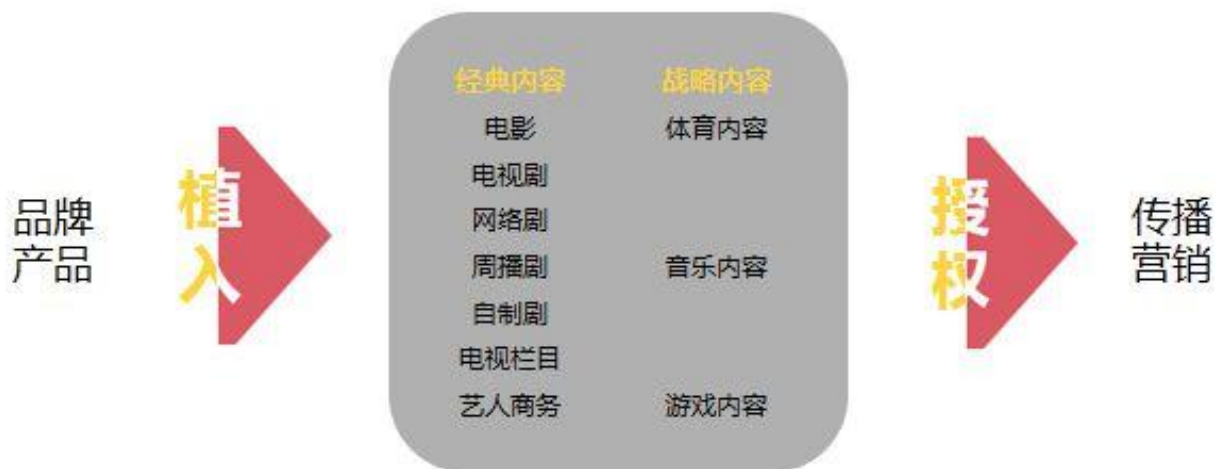 品牌
产品
植
入
经典内容 战略内容
电影 体育内容
电视剧
网络剧
周播剧 音乐内容
自制剧
电视栏目
艺人商务 游戏内容
授
权
传播
营销